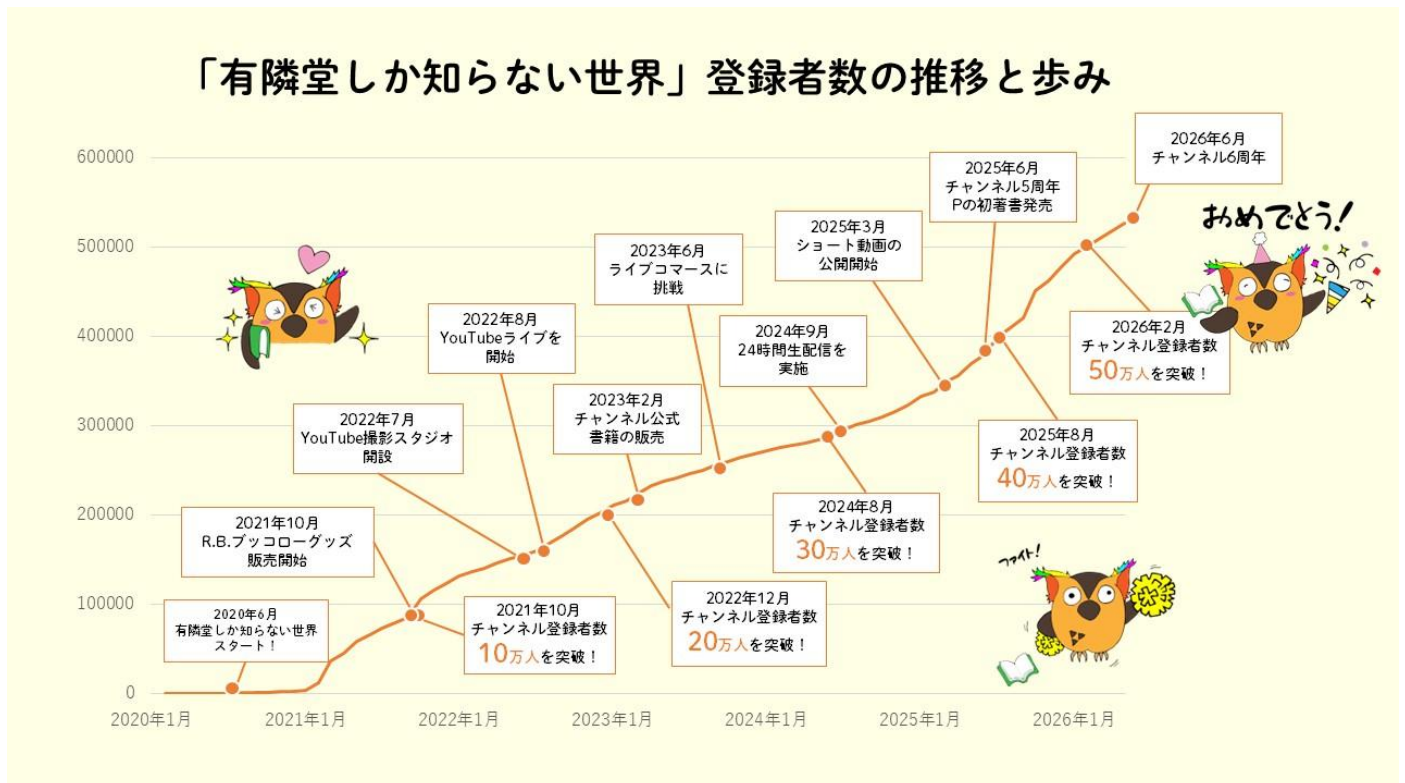 「有隣堂しか知らない世界」登録者数の推移と歩み
600000
500000
400000
300000
200000
100000
0
2020年1月
2021年1月
2022年1月
2023年1月
2024年1月
2025年1月
2026年1月
2020年6月
有隣堂しか知らない世界
スタート！
2021年10月
R.B.ブッコローグッズ
販売開始
2021年10月
チャンネル登録者数
10万人を突破！
2022年7月
YouTube撮影スタジオ
開設
2022年8月
YouTubeライブを
開始
2022年12月
チャンネル登録者数
20万人を突破！
2023年2月
チャンネル公式
書籍の販売
2023年6月
ライブコマースに
挑戦
2024年8月
チャンネル登録者数
30万人を突破！
2024年9月
24時間生配信を
実施
2025年3月
ショート動画の
公開開始
2025年6月
チャンネル5周年
Pの初著書発売
2025年8月
チャンネル登録者数
40万人を突破！
2026年2月
チャンネル登録者数
50万人を突破！
2026年6月
チャンネル6周年
おめでとう！
ファイト！